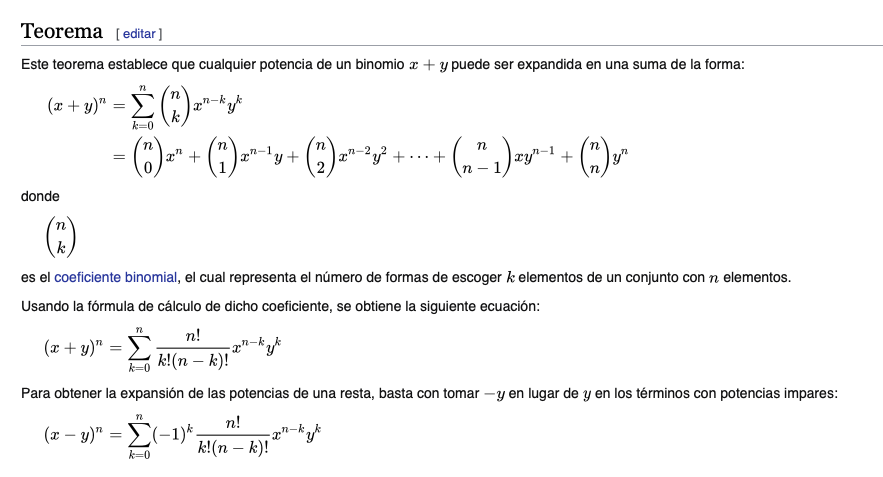 Teorema [ editar ]
Este teorema establece que cualquier potencia de un binomio x + y puede ser expandida en una suma de la forma:
(x + y)^n = \sum_{k=0}^{n} \binom{n}{k} x^{n-k} y^k
= \binom{n}{0} x^n + \binom{n}{1} x^{n-1} y + \binom{n}{2} x^{n-2} y^2 + \cdots + \binom{n}{n-1} x y^{n-1} + \binom{n}{n} y^n
donde
\binom{n}{k}
es el coeficiente binomial, el cual representa el número de formas de escoger k elementos de un conjunto con n elementos.
Usando la fórmula de cálculo de dicho coeficiente, se obtiene la siguiente ecuación:
(x + y)^n = \sum_{k=0}^{n} \frac{n!}{k!(n-k)!} x^{n-k} y^k
Para obtener la expansión de las potencias de una resta, basta con tomar −y en lugar de y en los términos con potencias impares:
(x − y)^n = \sum_{k=0}^{n} (-1)^k \frac{n!}{k!(n-k)!} x^{n-k} y^k